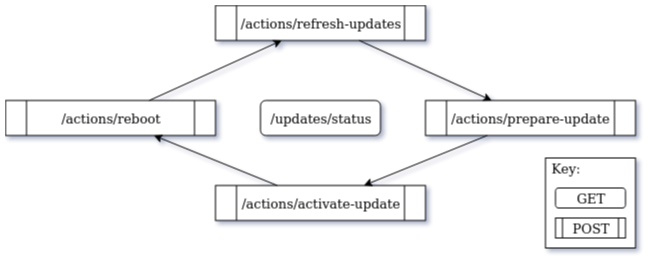 /actions/refresh-updates
/actions/reboot
/updates/status
/actions/prepare-update
/actions/activate-update
Key:
GET
POST